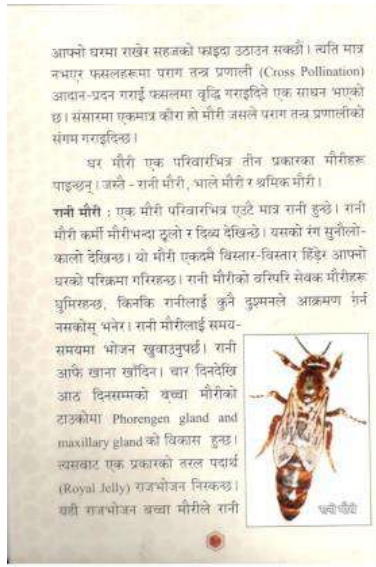 आफ्नो घरमा राखेर सहजको फाइदा उठाउन सक्छौं। त्यति मात्र
नभएर फसलहरूमा पराग तन्त्र प्रणाली (Cross Pollination)
आदान-प्रदान गराई फसलमा वृद्धि गराइदिने एक साधन भएको
छ। संसारमा एकमात्र कीरा हो मौरी जसले पराग तन्त्र प्रणालीको
संगम गराइदिन्छ।
घर मौरी एक परिवारभित्र तीन प्रकारका मौरीहरू
पाइन्छन्। जस्तै - रानी मौरी, भाले मौरी र श्रमिक मौरी।
रानी मौरी : एक मौरी परिवारभित्र एउटै मात्र रानी हुन्छे। रानी
मौरी कर्मी मौरीभन्दा ठूलो र दिव्य देखिन्छे। यसको रंग सुनौलो-
कालो देखिन्छ। यो मौरी एकदमै विस्तार-विस्तार हिँड़ेर आफ्नो
घरको परिक्रमा गरिरहन्छ। रानी मौरीको वरिपरि सेवक मौरीहरू
घुमिरहन्छ, किनकि रानीलाई कुनै दुश्मनले आक्रमण गर्न
नसकोस् भनेर। रानी मौरीलाई समय-
समयमा भोजन खुवाउनुपर्छ। रानी
आफै खाना खाँदिन। चार दिनदेखि
आठ दिनसम्मको बच्चा मौरीको
टाउकोमा Phorengen gland and
maxillary gland को विकास हुन्छ।
त्यसबाट एक प्रकारको तरल पदार्थ
(Royal Jelly) राजभोजन निस्कन्छ।
यही राजभोजन बच्चा मौरीले रानी
रानी मौरी